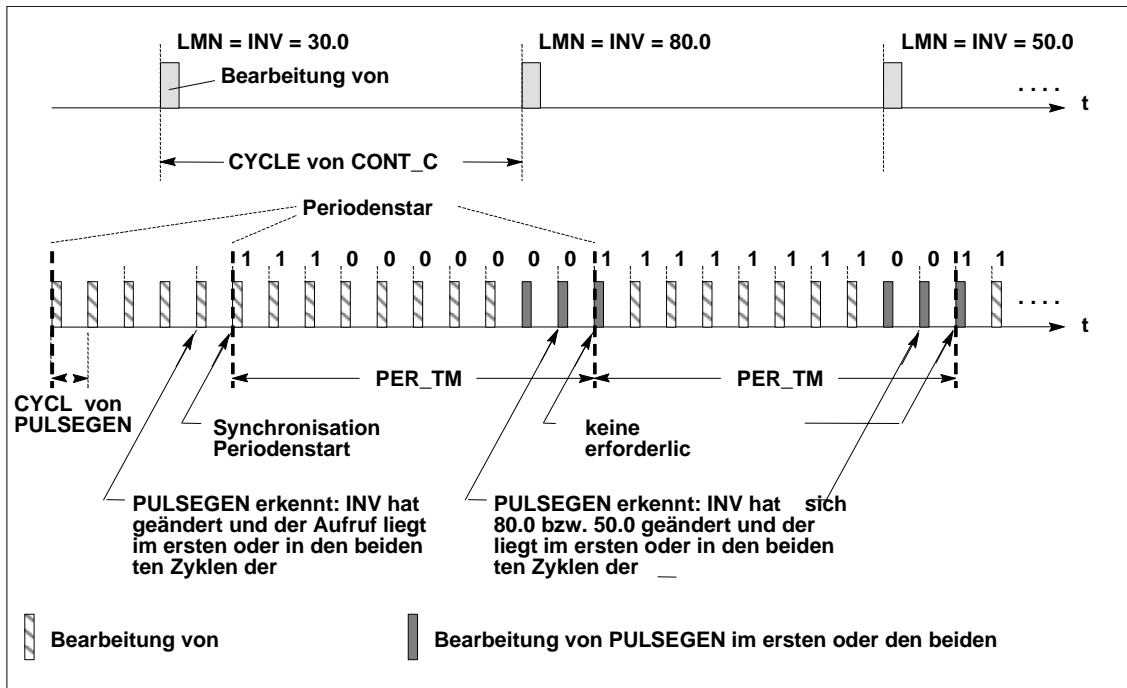 LMN = INV = 30.0 LMN = INV = 80.0 LMN = INV = 50.0
Bearbeitung von
. . . .
t
CYCLE von CONT_C
Periodenstar
1 1 1 0 0 0 0 0 0 0 1 1 1 1 1 1 1 1 0 0 1 1
. . . .
t
PER_TM PER_TM
CYCL von
PULSEGEN
Synchronisation
Periodenstart
keine
erforderlic
PULSEGEN erkennt: INV hat
geändert und der Aufruf liegt
im ersten oder in den beiden
ten Zyklen der
PULSEGEN erkennt: INV hat sich
80.0 bzw. 50.0 geändert und der
liegt im ersten oder in den beiden
ten Zyklen der
Bearbeitung von
Bearbeitung von PULSEGEN im ersten oder den beiden